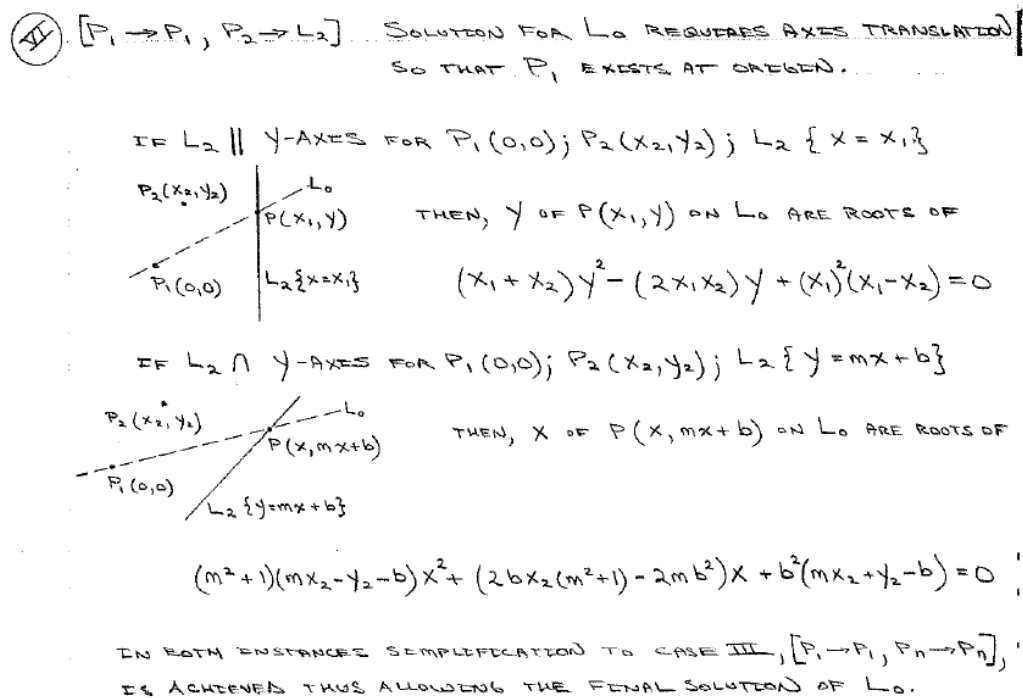 [P₁→P₁, P₂→L₂] SOLUTION FOR L₀ REQUIRES AXIS TRANSLATION
SO THAT P₁ EXISTS AT ORIGIN.
IF L₂ || Y-AXIS FOR P₁(0,0); P₂(X₂,Y₂); L₂ {X=X₁}
P₂(X₂,Y₂)
L₀
P(X₁,Y)
P₁(0,0)
L₂{X=X₁}
THEN, Y OF P(X₁,Y) ON L₀ ARE ROOTS OF
(X₁+X₂)Y²-(2X₁X₂)Y+(X₁)²(X₁-X₂)=0
IF L₂ ∩ Y-AXIS FOR P₁(0,0); P₂(X₂,Y₂); L₂{Y=mX+b}
P₂(X₂,Y₂)
L₀
P(X,mX+b)
P₁(0,0)
L₂{Y=mX+b}
THEN, X OF P(X,mX+b) ON L₀ ARE ROOTS OF
(m²+1)(mX₂-Y₂-b)X²+(2bX₂(m²+1)-2mb²)X+b²(mX₂+Y₂-b)=0
IN BOTH INSTANCES SIMPLIFICATION TO CASE III, [P₁→P₁, Pn→Pn],
IS ACHIEVED THUS ALLOWING THE FINAL SOLUTION OF L₀.